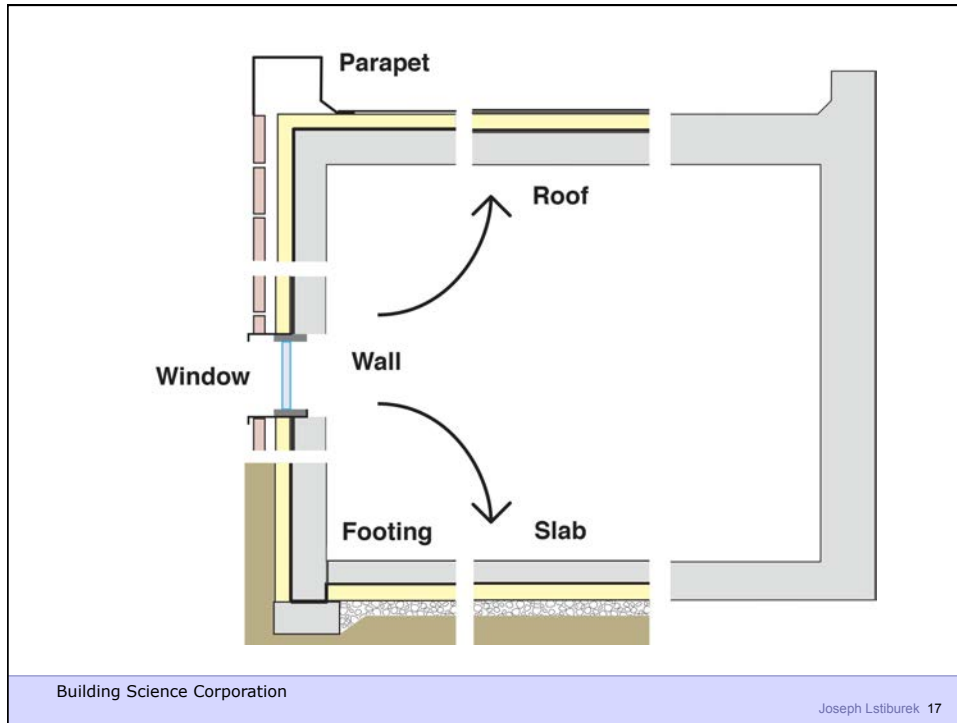 Parapet
Roof
Window
Wall
Footing
Slab
Building Science Corporation
Joseph Lstiburek 17